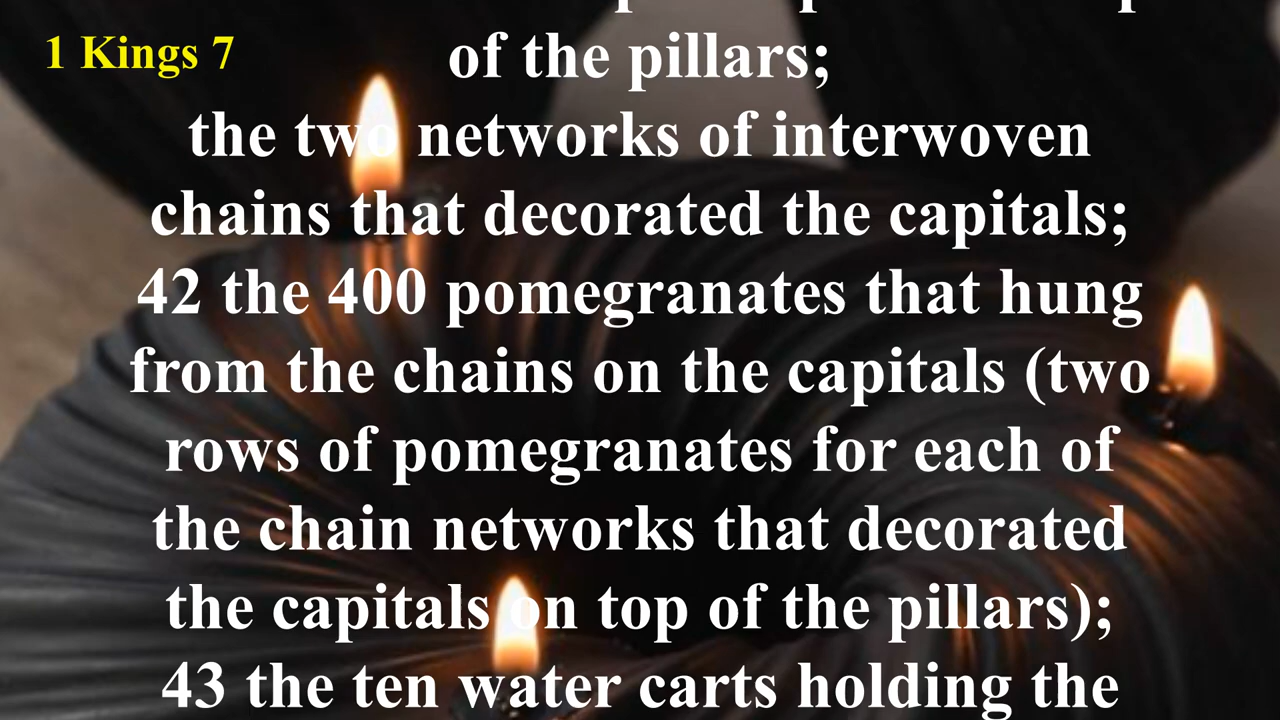 1 Kings 7
of the pillars;
the two networks of interwoven
chains that decorated the capitals;
42 the 400 pomegranates that hung
from the chains on the capitals (two
rows of pomegranates for each of
the chain networks that decorated
the capitals on top of the pillars);
43 the ten water carts holding the